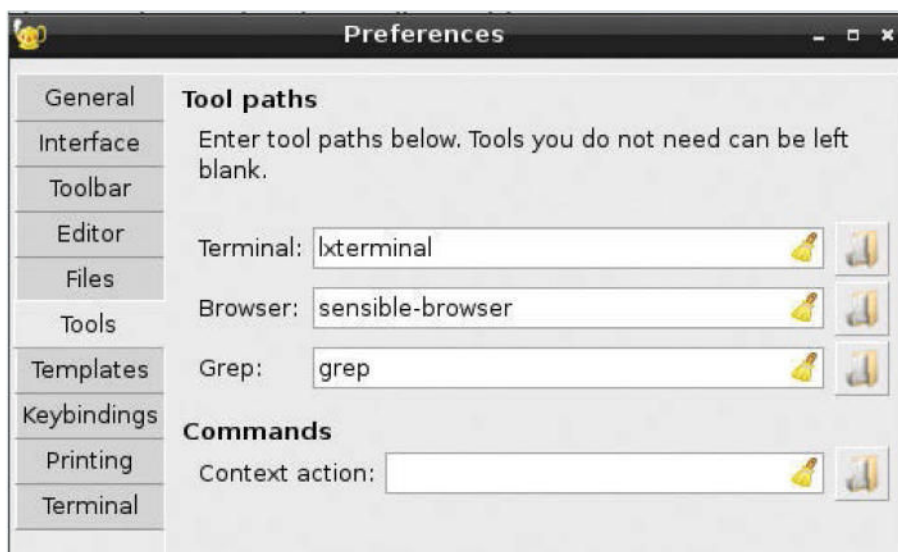 Preferences
General
Interface
Toolbar
Editor
Files
Tools
Templates
Keybindings
Printing
Terminal
Tool paths
Enter tool paths below. Tools you do not need can be left
blank.
Terminal: lxterminal
Browser: sensible-browser
Grep: grep
Commands
Context action: